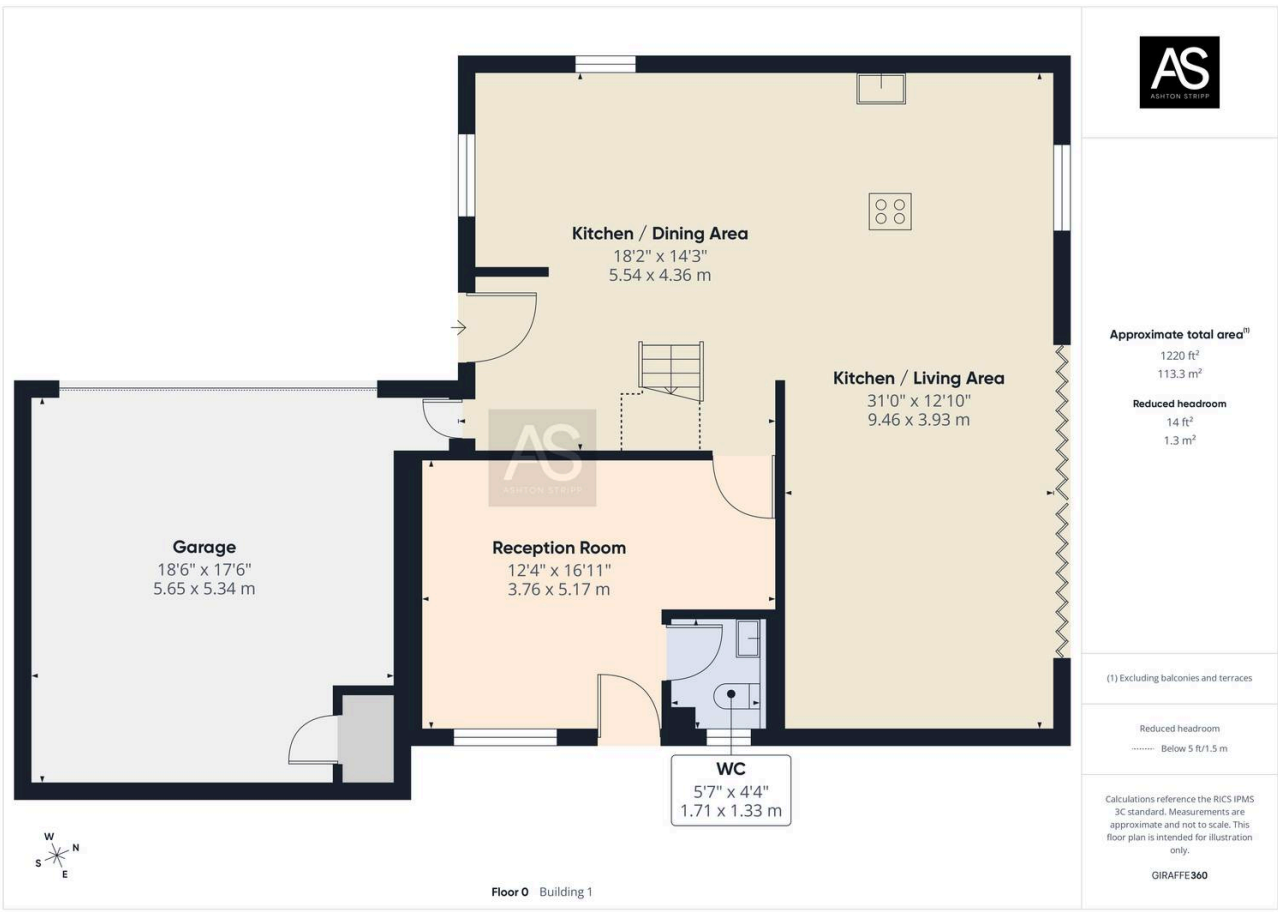 AS
ASHTON STRIPP
Kitchen / Dining Area
18'2" x 14'3"
5.54 x 4.36 m
Kitchen / Living Area
31'0" x 12'10"
9.46 x 3.93 m
AS
ASHTON STRIPP
Garage
18'6" x 17'6"
5.65 x 5.34 m
Reception Room
12'4" x 16'11"
3.76 x 5.17 m
WC
5'7" x 4'4"
1.71 x 1.33 m
W
N
S
E
Floor 0 Building 1
Approximate total area(1)
1220 ft²
113.3 m²
Reduced headroom
14 ft²
1.3 m²
(1) Excluding balconies and terraces
Reduced headroom
Below 5 ft/1.5 m
Calculations reference the RICS IPMS
3C standard. Measurements are
approximate and not to scale. This
floor plan is intended for illustration
only.
GIRAFFE360